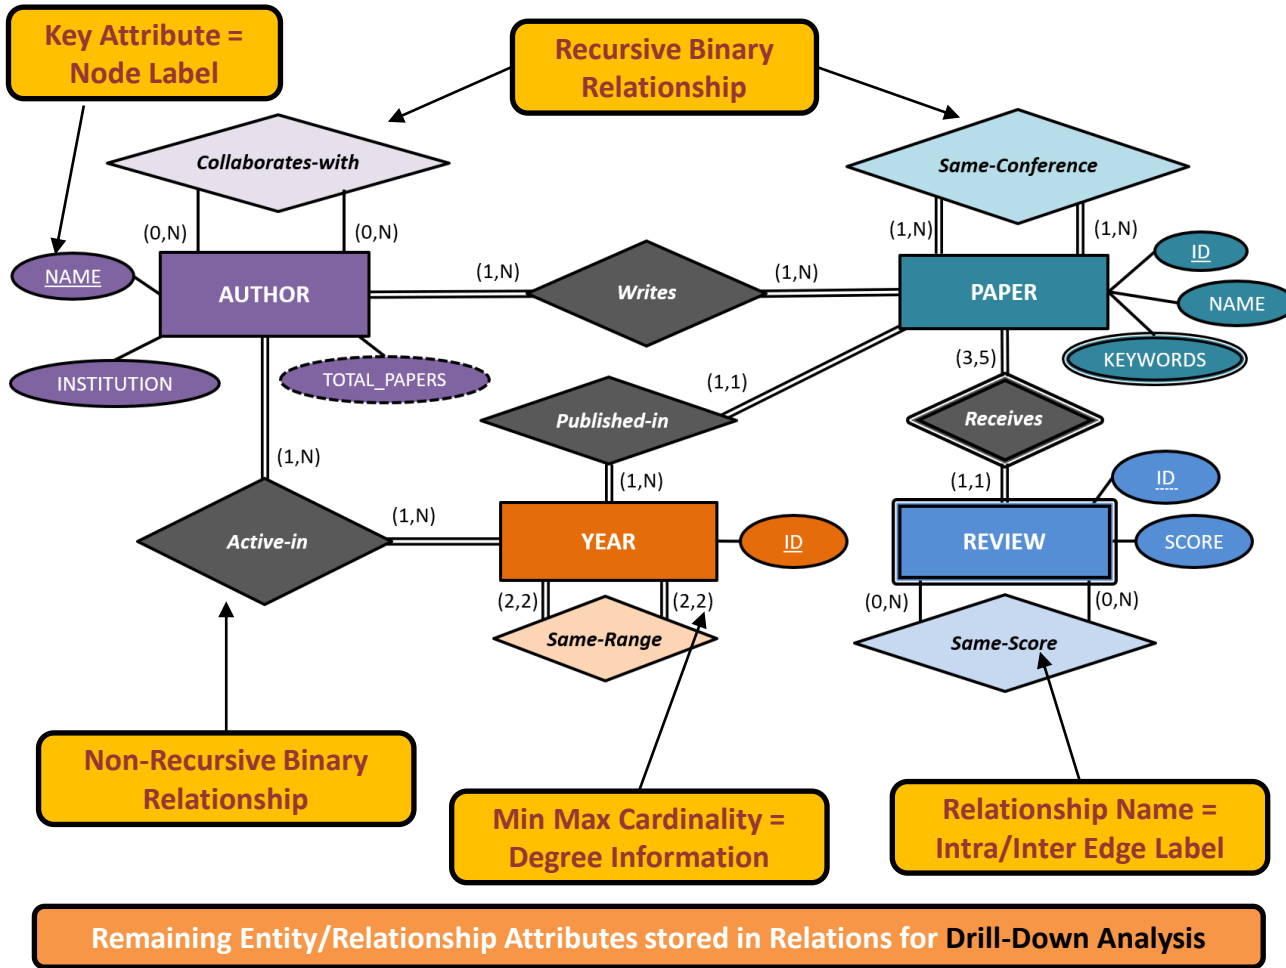 Key Attribute =
Node Label
Recursive Binary
Relationship
Collaborates-with
Same-Conference
(0,N)
(0,N)
(1,N)
(1,N)
NAME
AUTHOR
(1,N)
Writes
(1,N)
PAPER
ID
NAME
KEYWORDS
INSTITUTION
TOTAL_PAPERS
(1,1)
(3,5)
Published-in
Receives
(1,N)
(1,N)
(1,1)
ID
Active-in
(1,N)
YEAR
ID
REVIEW
SCORE
(2,2)
(2,2)
(0,N)
(0,N)
Same-Range
Same-Score
Non-Recursive Binary
Relationship
Min Max Cardinality =
Degree Information
Relationship Name =
Intra/Inter Edge Label
Remaining Entity/Relationship Attributes stored in Relations for Drill-Down Analysis